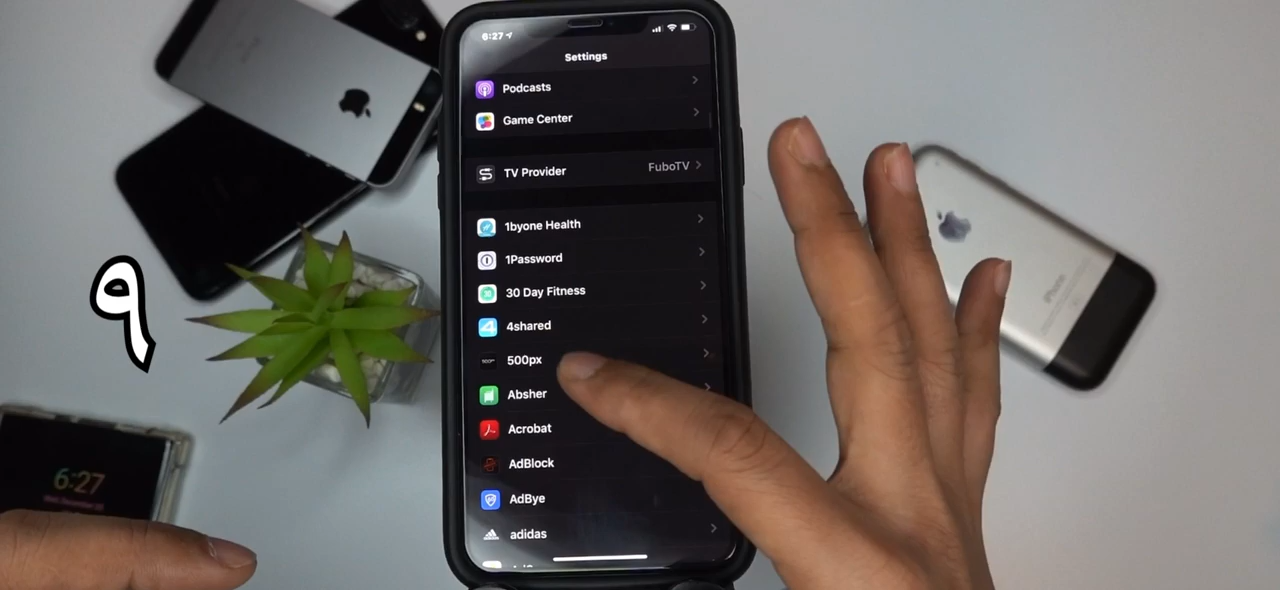 6:27
Settings
Podcasts
Game Center
TV Provider FuboTV
1byone Health
1Password
30 Day Fitness
4shared
500px
Absher
Acrobat
AdBlock
AdBye
adidas
٩
6:27
iPhone